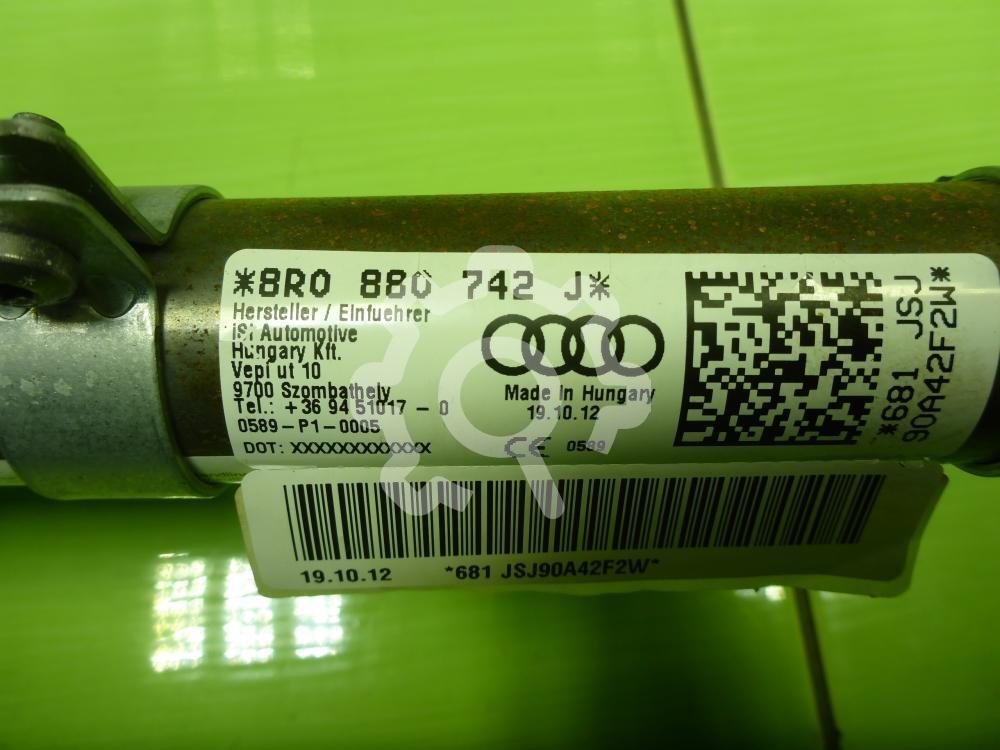 *8R0 880 742 J*
Hersteller / Einfuehrer
iSi Automotive
Hungary Kft.
Vepi ut 10
9700 Szombathely
Tel.: +36 94 51017 - 0
0589-P1-0005
DOT: XXXXXXXXXXXXX
Made in Hungary
19.10.12
CE 0589
*681 JSJ
90A42F2W*
19.10.12 *681 JSJ90A42F2W*